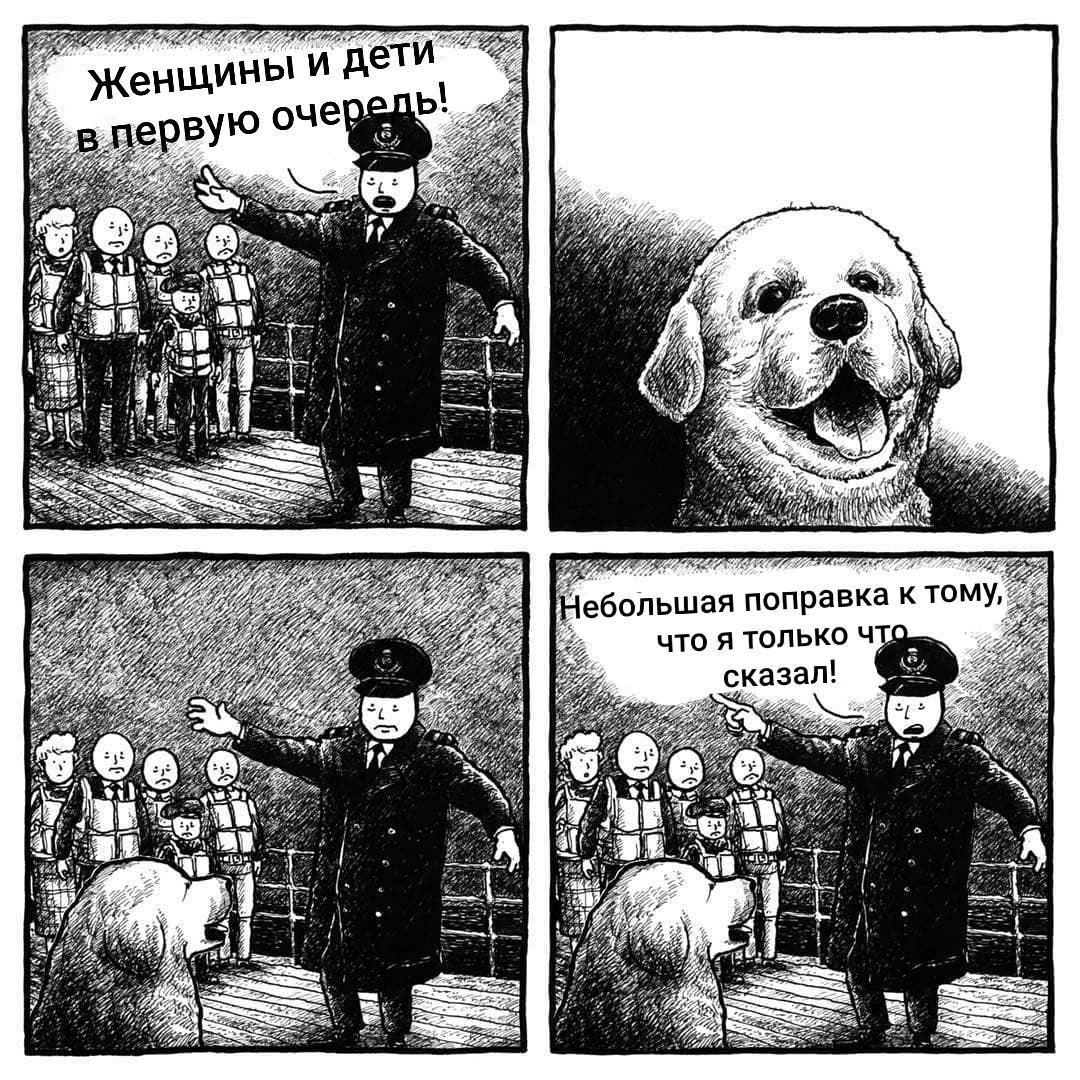 Женщины и дети
в первую очередь!
Небольшая поправка к тому,
что я только что
сказал!